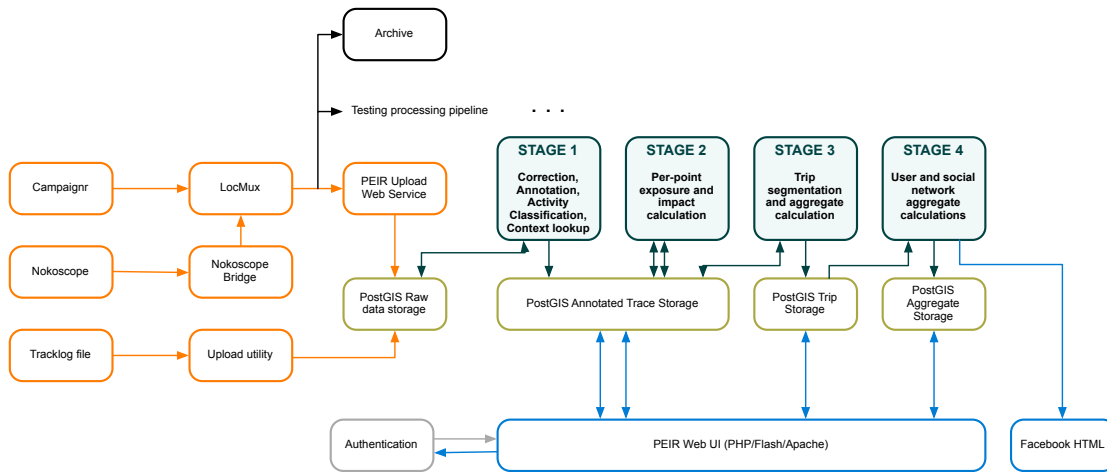 Archive
Testing processing pipeline
. . .
STAGE 1
Correction,
Annotation,
Activity
Classification,
Context lookup
STAGE 2
Per-point
exposure and
impact
calculation
STAGE 3
Trip
segmentation
and aggregate
calculation
STAGE 4
User and social
network
aggregate
calculations
Campaignr
LocMux
PEIR Upload
Web Service
Nokoscope
Nokoscope
Bridge
PostGIS Raw
data storage
PostGIS Annotated Trace Storage
PostGIS Trip
Storage
PostGIS
Aggregate
Storage
Tracklog file
Upload utility
Authentication
PEIR Web UI (PHP/Flash/Apache)
Facebook HTML